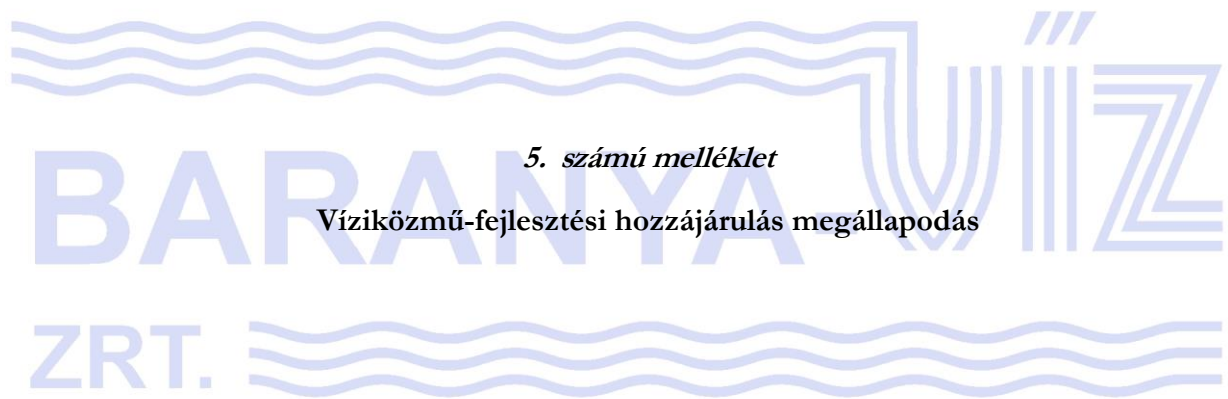 BARANYA-VÍZ
ZRT.
5. számú melléklet
Víziközmű-fejlesztési hozzájárulás megállapodás